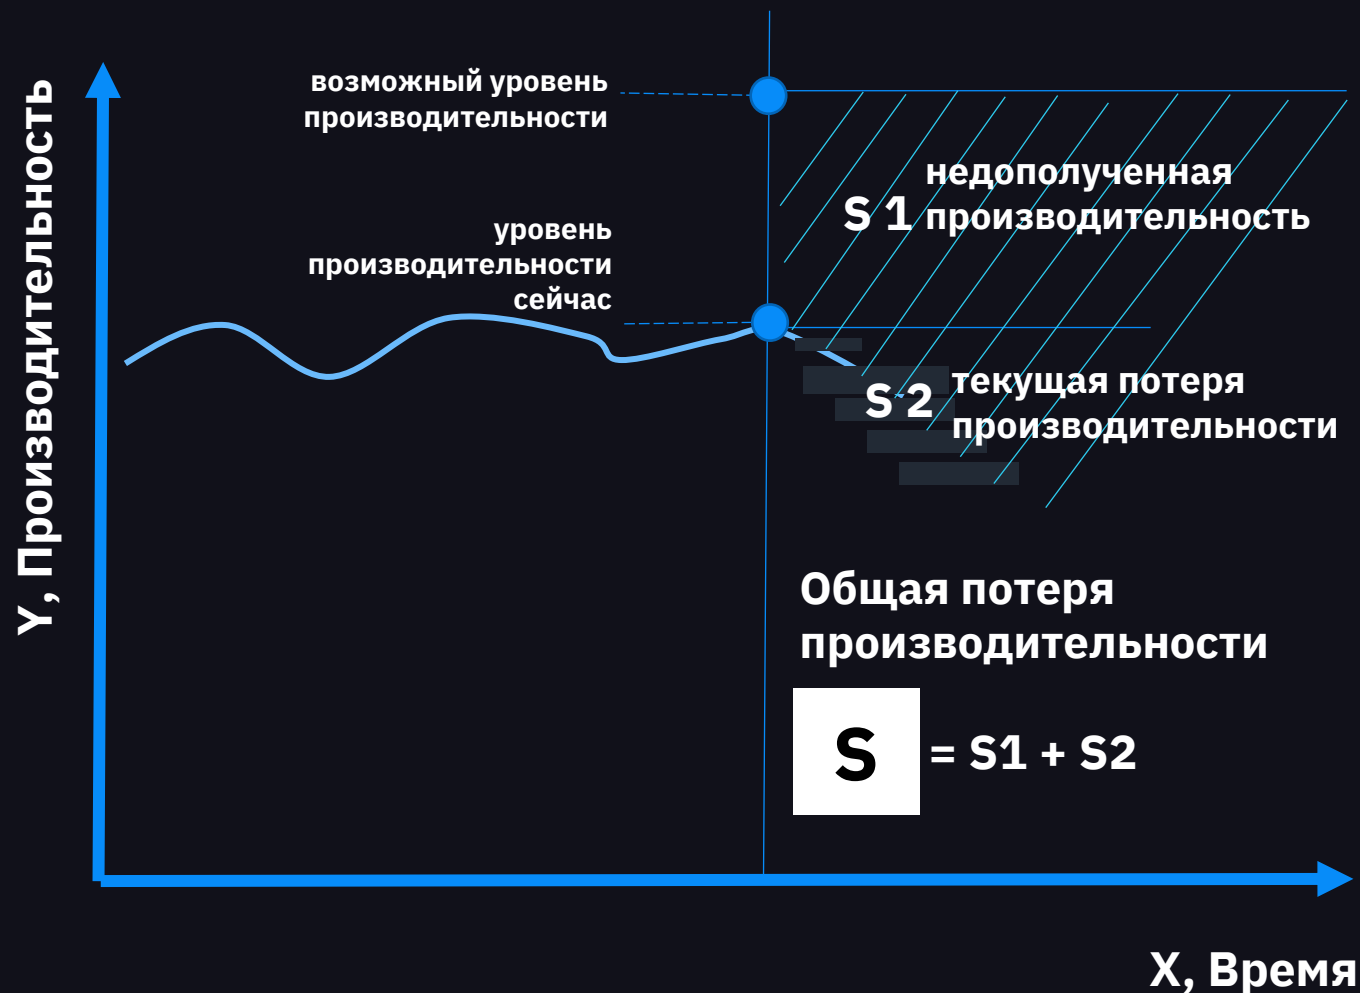 возможный уровень
производительности
уровень
производительности
сейчас
Y, Производительность
S 1
недополученная
производительность
S 2
текущая потеря
производительности
Общая потеря
производительности
S = S1 + S2
X, Время